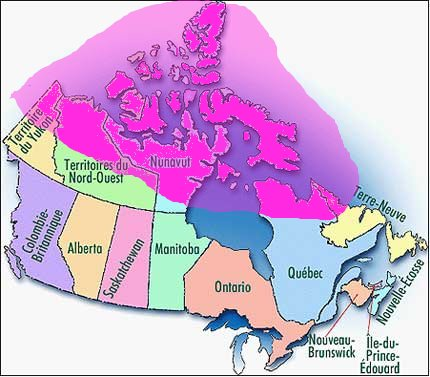 Territoire
du Yukon
Territoires du
Nord-Ouest
Nunavut
Terre-Neuve
Colombie-
Britannique
Alberta
Saskatchewan
Manitoba
Ontario
Québec
Nouvelle-Écosse
Nouveau-
Brunswick
Île-du-
Prince-
Édouard